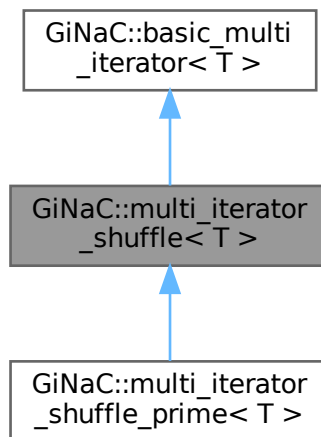 GiNaC::basic_multi
_iterator< T >
GiNaC::multi_iterator
_shuffle< T >
GiNaC::multi_iterator
_shuffle_prime< T >